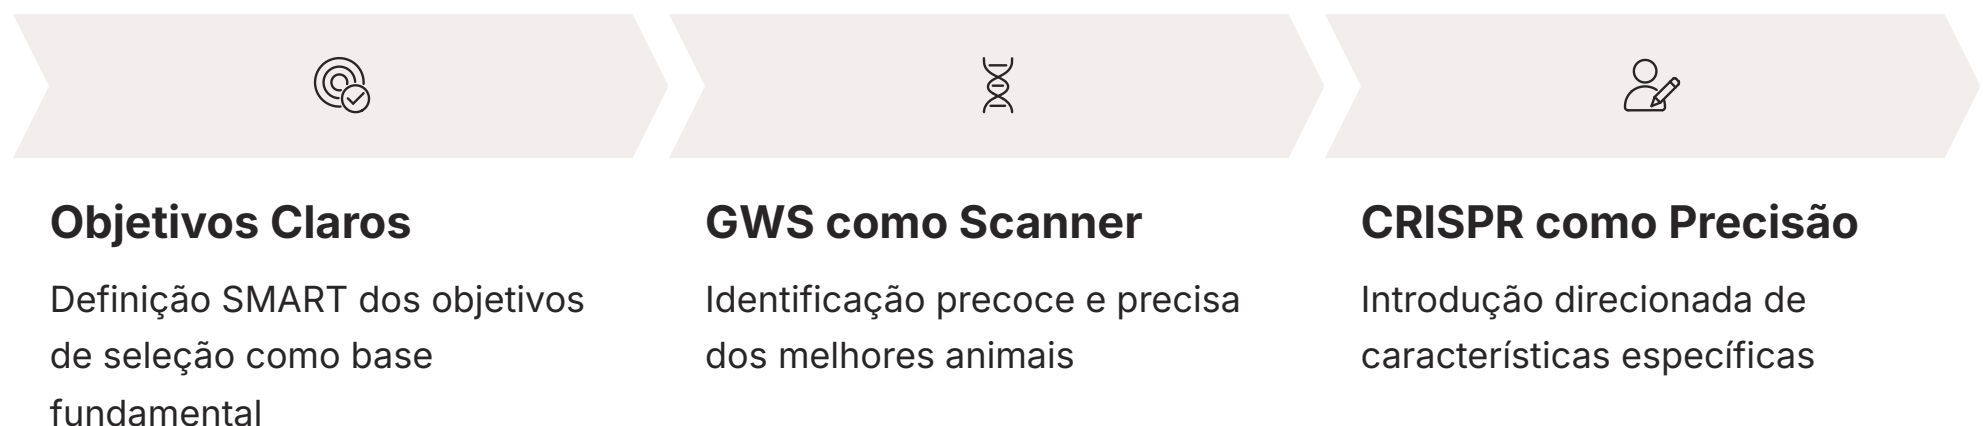 Objetivos Claros
Definição SMART dos objetivos
de seleção como base
fundamental
GWS como Scanner
Identificação precoce e precisa
dos melhores animais
CRISPR como Precisão
Introdução direcionada de
características específicas